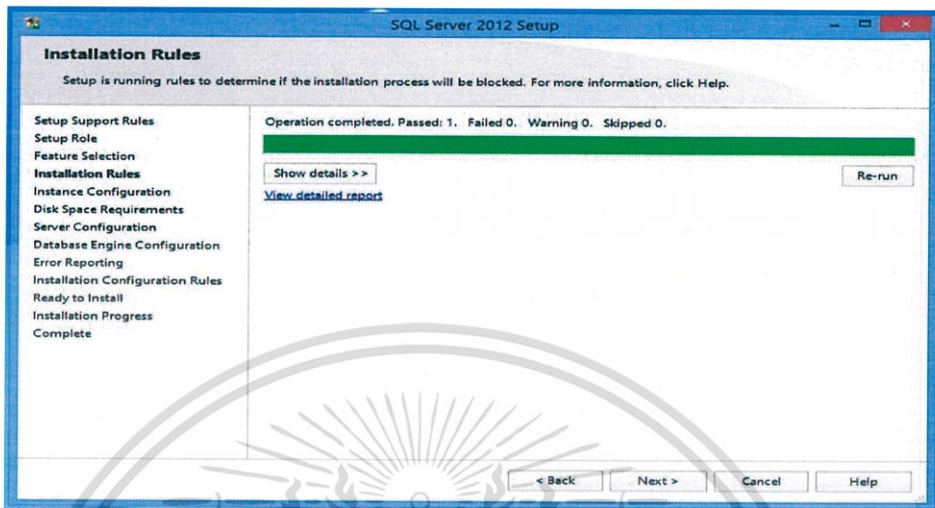 SQL Server 2012 Setup
Installation Rules
Setup is running rules to determine if the installation process will be blocked. For more information, click Help.
Setup Support Rules
Setup Role
Feature Selection
Installation Rules
Instance Configuration
Disk Space Requirements
Server Configuration
Database Engine Configuration
Error Reporting
Installation Configuration Rules
Ready to Install
Installation Progress
Complete
Operation completed. Passed: 1. Failed 0. Warning 0. Skipped 0.
Show details >>
Re-run
View detailed report
< Back
Next >
Cancel
Help